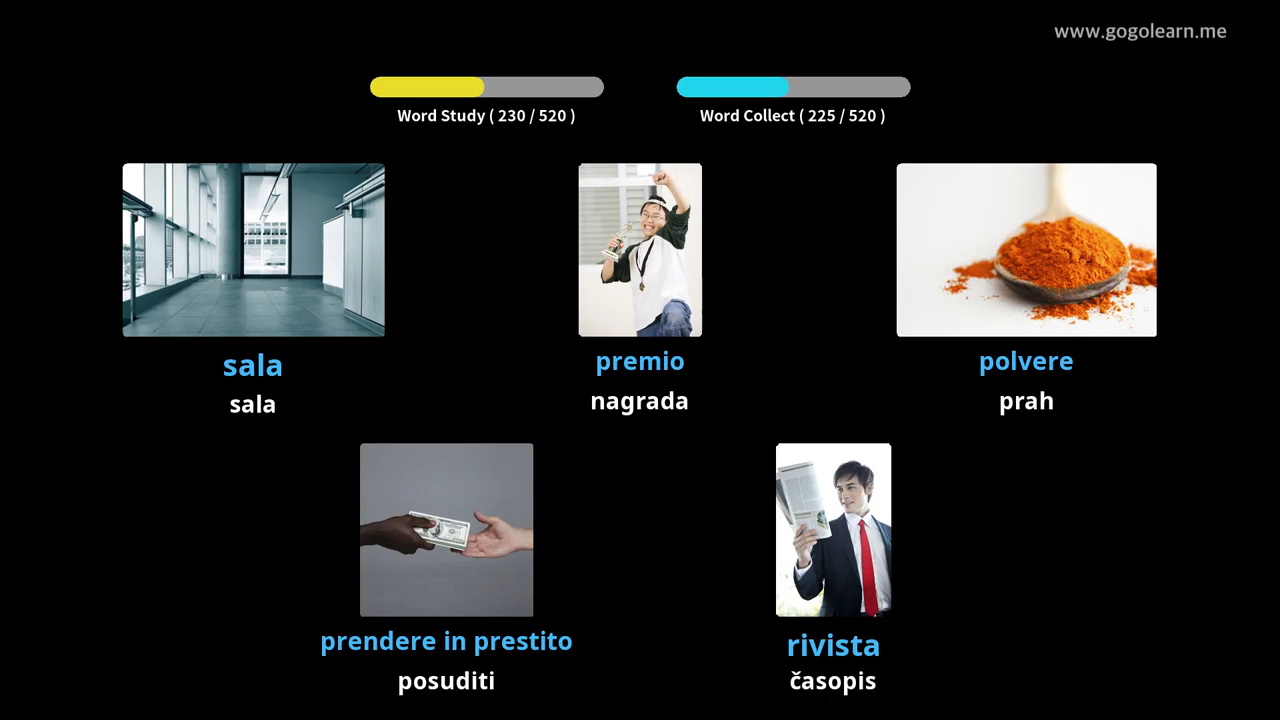 www.gogolearn.me
Word Study ( 230 / 520 )
Word Collect ( 225 / 520 )
sala
sala
premio
nagrada
polvere
prah
prendere in prestito
posuditi
rivista
časopis